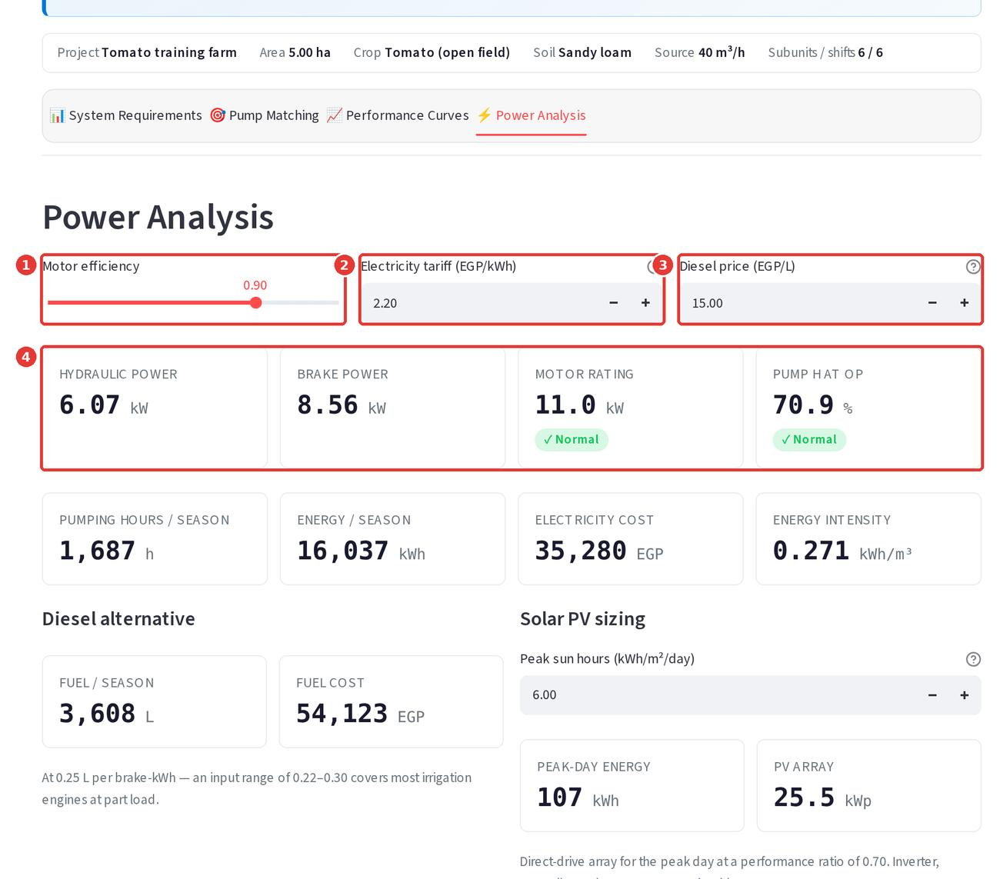 Project Tomato training farm Area 5.00 ha Crop Tomato (open field) Soil Sandy loam Source 40 m³/h Subunits / shifts 6 / 6
📊 System Requirements 🎯 Pump Matching 📈 Performance Curves ⚡ Power Analysis
Power Analysis
1 Motor efficiency
0.90
2 Electricity tariff (EGP/kWh)
2.20 − +
3 Diesel price (EGP/L) ?
15.00 − +
4
HYDRAULIC POWER
6.07 kW
BRAKE POWER
8.56 kW
MOTOR RATING
11.0 kW
✓ Normal
PUMP Η AT OP
70.9 %
✓ Normal
PUMPING HOURS / SEASON
1,687 h
ENERGY / SEASON
16,037 kWh
ELECTRICITY COST
35,280 EGP
ENERGY INTENSITY
0.271 kWh/m³
Diesel alternative
FUEL / SEASON
3,608 L
FUEL COST
54,123 EGP
At 0.25 L per brake-kWh — an input range of 0.22–0.30 covers most irrigation
engines at part load.
Solar PV sizing
Peak sun hours (kWh/m²/day) ?
6.00 − +
PEAK-DAY ENERGY
107 kWh
PV ARRAY
25.5 kWp
Direct-drive array for the peak day at a performance ratio of 0.70. Inverter,